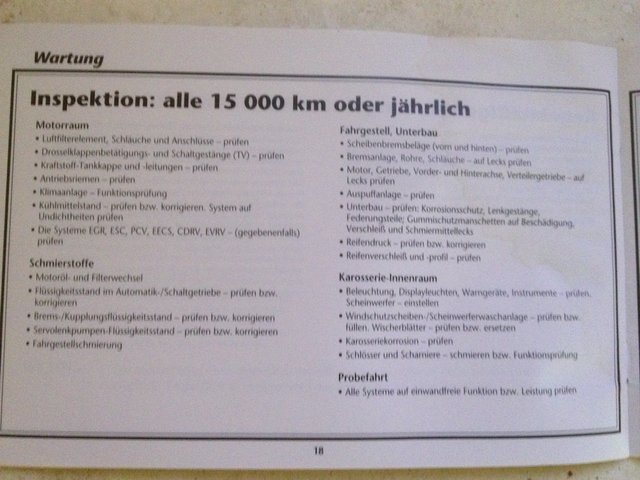 Wartung
Inspektion: alle 15 000 km oder jährlich
Motorraum
• Luftfilterelement, Schläuche und Anschlüsse – prüfen
• Drosselklappenbetätigungs- und Schaltgestänge (TV) – prüfen
• Kraftstoff-Tankkappe und -leitungen – prüfen
• Antriebsriemen – prüfen
• Klimaanlage – Funktionsprüfung
• Kühlmittelstand – prüfen bzw. korrigieren. System auf
Undichtheiten prüfen
• Die Systeme EGR, ESC, PCV, EECS, CDRV, EVRV – (gegebenenfalls)
prüfen
Schmierstoffe
• Motoröl- und Filterwechsel
• Flüssigkeitsstand im Automatik-/Schaltgetriebe – prüfen bzw.
korrigieren
• Brems-/Kupplungsflüssigkeitsstand – prüfen bzw. korrigieren
• Servolenkpumpen-Flüssigkeitsstand – prüfen bzw. korrigieren
• Fahrgestellschmierung
Fahrgestell, Unterbau
• Scheibenbremsbeläge (vorn und hinten) – prüfen
• Bremsanlage, Rohre, Schläuche – auf Lecks prüfen
• Motor, Getriebe, Vorder- und Hinterachse, Verteilergetriebe – auf
Lecks prüfen
• Auspuffanlage – prüfen
• Unterbau – prüfen: Korrosionsschutz, Lenkgestänge,
Federungsteile; Gummischutzmanschetten auf Beschädigung,
Verschleiß und Schmiermittellecks
• Reifendruck – prüfen bzw. korrigieren
• Reifenverschleiß und -profil – prüfen
Karosserie-Innenraum
• Beleuchtung, Displayleuchten, Warngeräte, Instrumente – prüfen.
Scheinwerfer – einstellen
• Windschutzscheiben-/Scheinwerferwaschanlage – prüfen bzw.
füllen. Wischerblätter – prüfen bzw. ersetzen
• Karosseriekorrosion – prüfen
• Schlösser und Scharniere – schmieren bzw. Funktionsprüfung
Probefahrt
• Alle Systeme auf einwandfreie Funktion bzw. Leistung prüfen
18